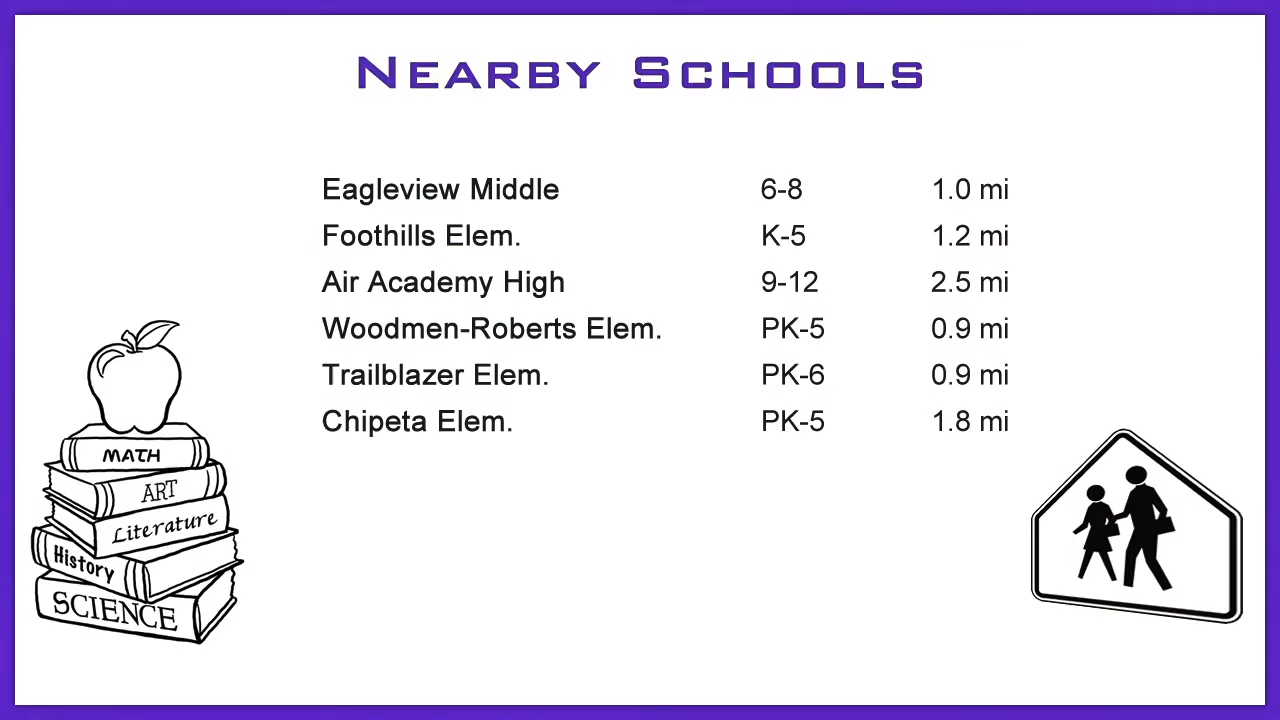 Nearby Schools
Eagleview Middle 6-8 1.0 mi
Foothills Elem. K-5 1.2 mi
Air Academy High 9-12 2.5 mi
Woodmen-Roberts Elem. PK-5 0.9 mi
Trailblazer Elem. PK-6 0.9 mi
Chipeta Elem. PK-5 1.8 mi
MATH
ART
Literature
History
SCIENCE